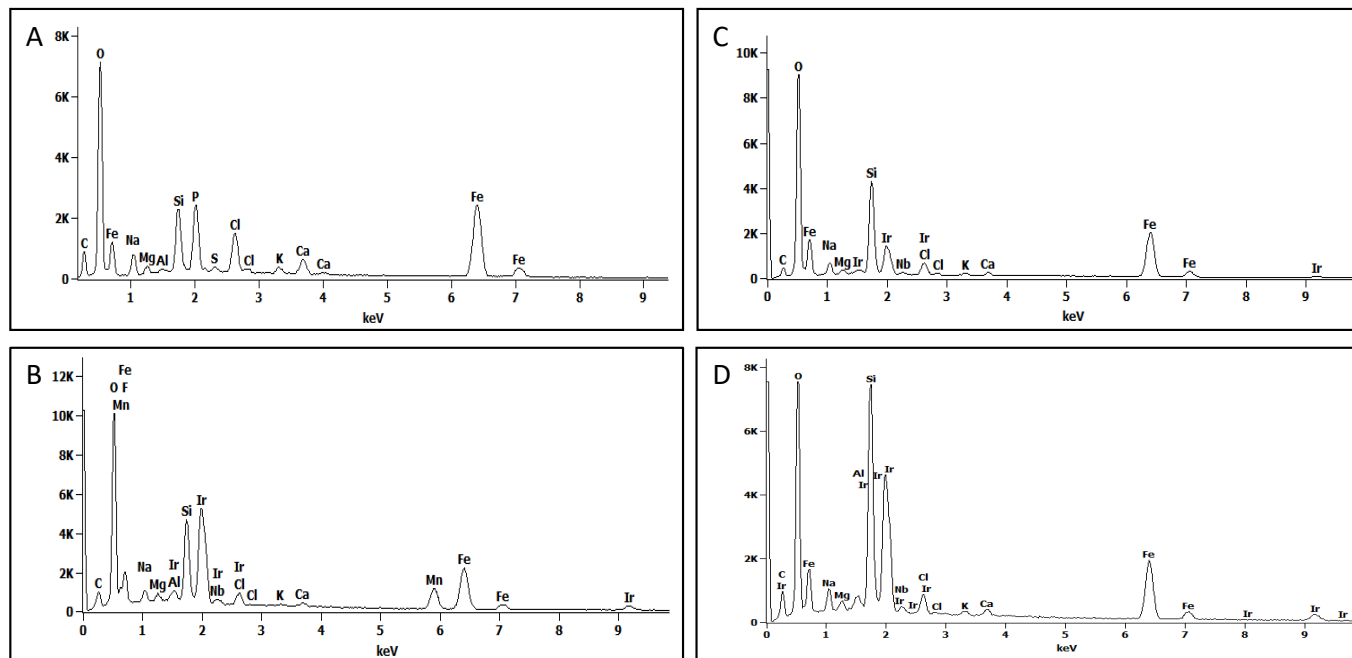 A
8K
6K
4K
2K
0
O
C
Fe
Na
Mg
Al
Si
P
S
Cl
Cl
K
Ca
Ca
Fe
Fe
1 2 3 4 5 6 7 8 9
keV
B
12K
10K
8K
6K
4K
2K
0
Fe
O F
Mn
C
Na
Mg
Ir
Al
Si
Ir
Ir
Nb
Ir
Cl
Cl
K
Ca
Mn
Fe
Fe
Ir
0 1 2 3 4 5 6 7 8 9
keV
C
10K
8K
6K
4K
2K
0
O
C
Fe
Na
Mg
Ir
Si
Ir
Nb
Ir
Cl
Cl
K
Ca
Fe
Fe
Ir
0 1 2 3 4 5 6 7 8 9
keV
D
8K
6K
4K
2K
0
O
C
Ir
Fe
Na
Mg
Al
Ir
Si
Ir
Ir
Nb
Ir
Ir
Cl
Ir
Cl
K
Ca
Fe
Fe
Ir
Ir
Ir
0 1 2 3 4 5 6 7 8 9
keV